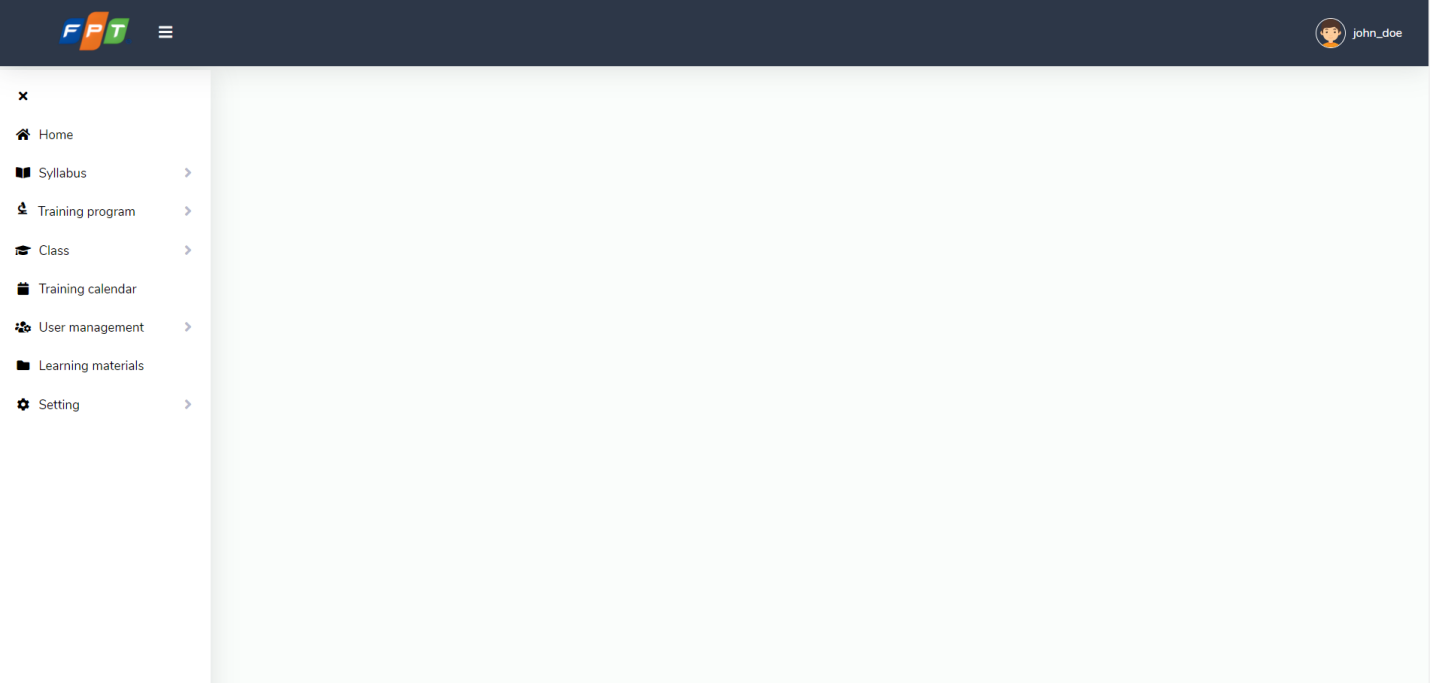 FPT
john_doe
Home
Syllabus
Training program
Class
Training calendar
User management
Learning materials
Setting